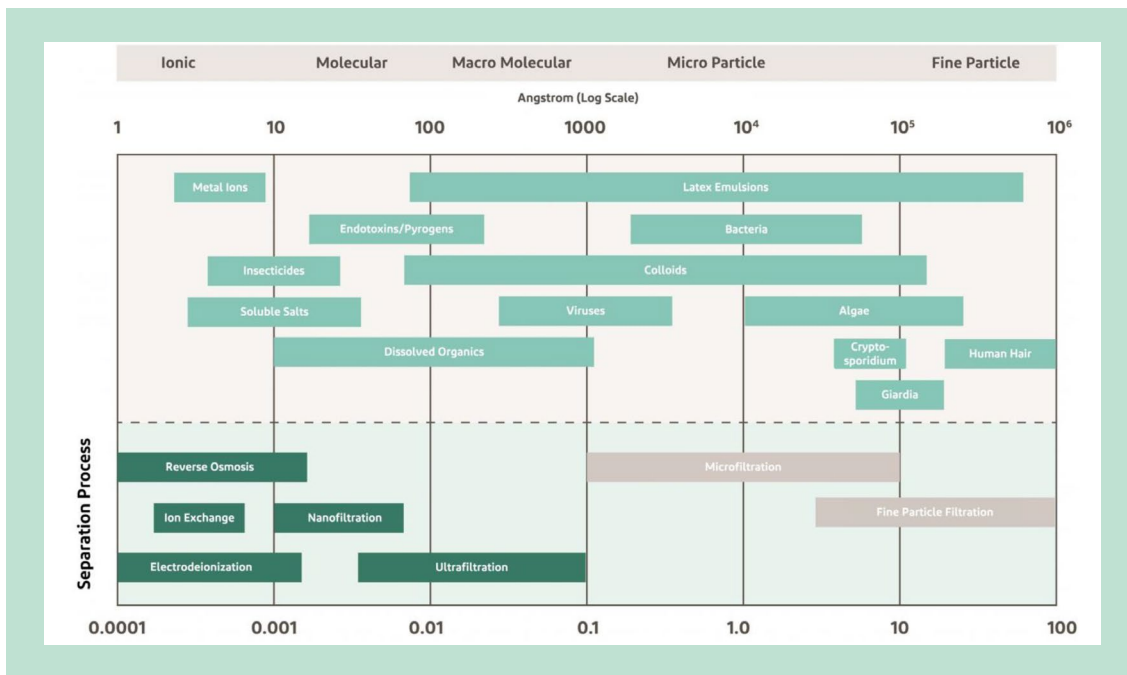 Ionic Molecular Macro Molecular Micro Particle Fine Particle
Angstrom (Log Scale)
1 10 100 1000 10⁴ 10⁵ 10⁶
Metal Ions Latex Emulsions
Endotoxins/Pyrogens Bacteria
Insecticides Colloids
Soluble Salts Viruses Algae
Dissolved Organics Crypto-
sporidium Human Hair
Giardia
Separation Process
Reverse Osmosis Microfiltration
Ion Exchange Nanofiltration Fine Particle Filtration
Electrodeionization Ultrafiltration
0.0001 0.001 0.01 0.1 1.0 10 100